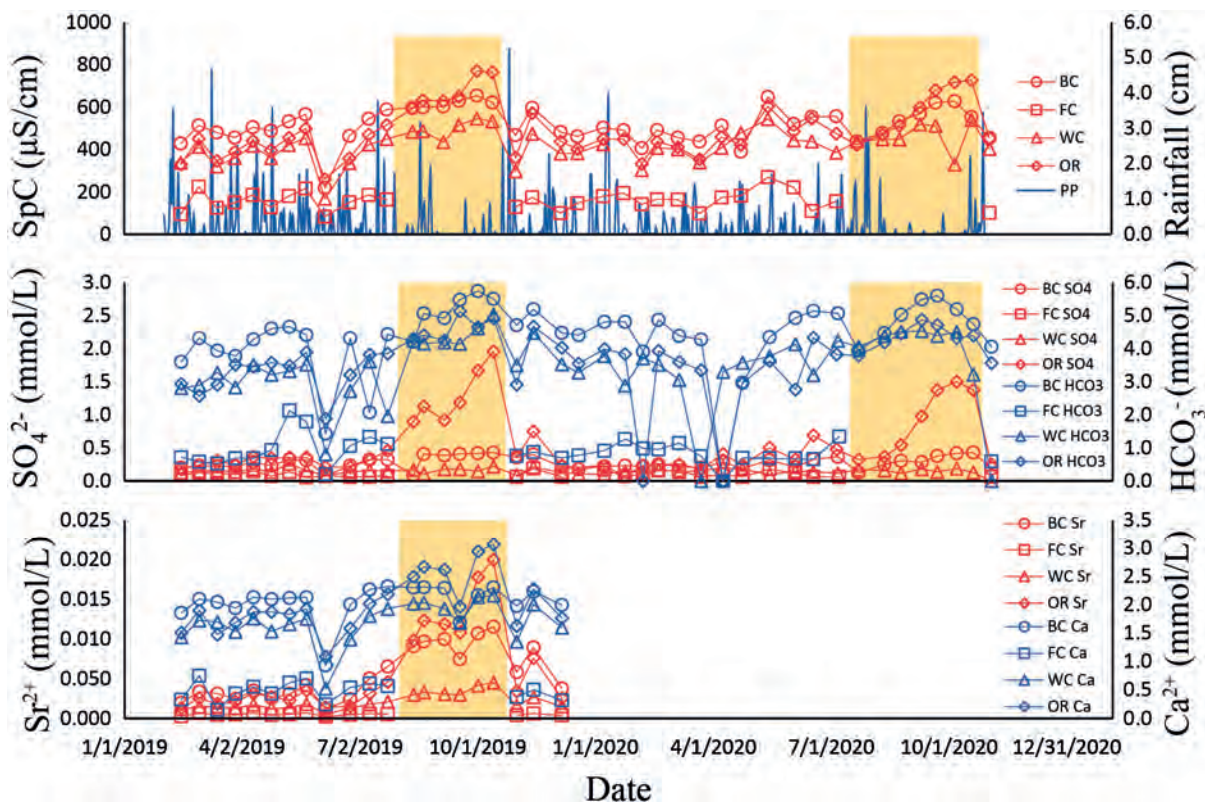 1000
800
600
400
200
0
SpC (µS/cm)
6.0
5.0
4.0
3.0
2.0
1.0
0.0
Rainfall (cm)
BC
FC
WC
OR
PP
3.0
2.5
2.0
1.5
1.0
0.5
0.0
SO₄²⁻ (mmol/L)
6.0
5.0
4.0
3.0
2.0
1.0
0.0
HCO₃⁻ (mmol/L)
BC SO4
FC SO4
WC SO4
OR SO4
BC HCO3
FC HCO3
WC HCO3
OR HCO3
0.025
0.020
0.015
0.010
0.005
0.000
Sr²⁺ (mmol/L)
3.5
3.0
2.5
2.0
1.5
1.0
0.5
0.0
Ca²⁺ (mmol/L)
BC Sr
FC Sr
WC Sr
OR Sr
BC Ca
FC Ca
WC Ca
OR Ca
1/1/2019 4/2/2019 7/2/2019 10/1/2019 1/1/2020 4/1/2020 7/1/2020 10/1/2020 12/31/2020
Date